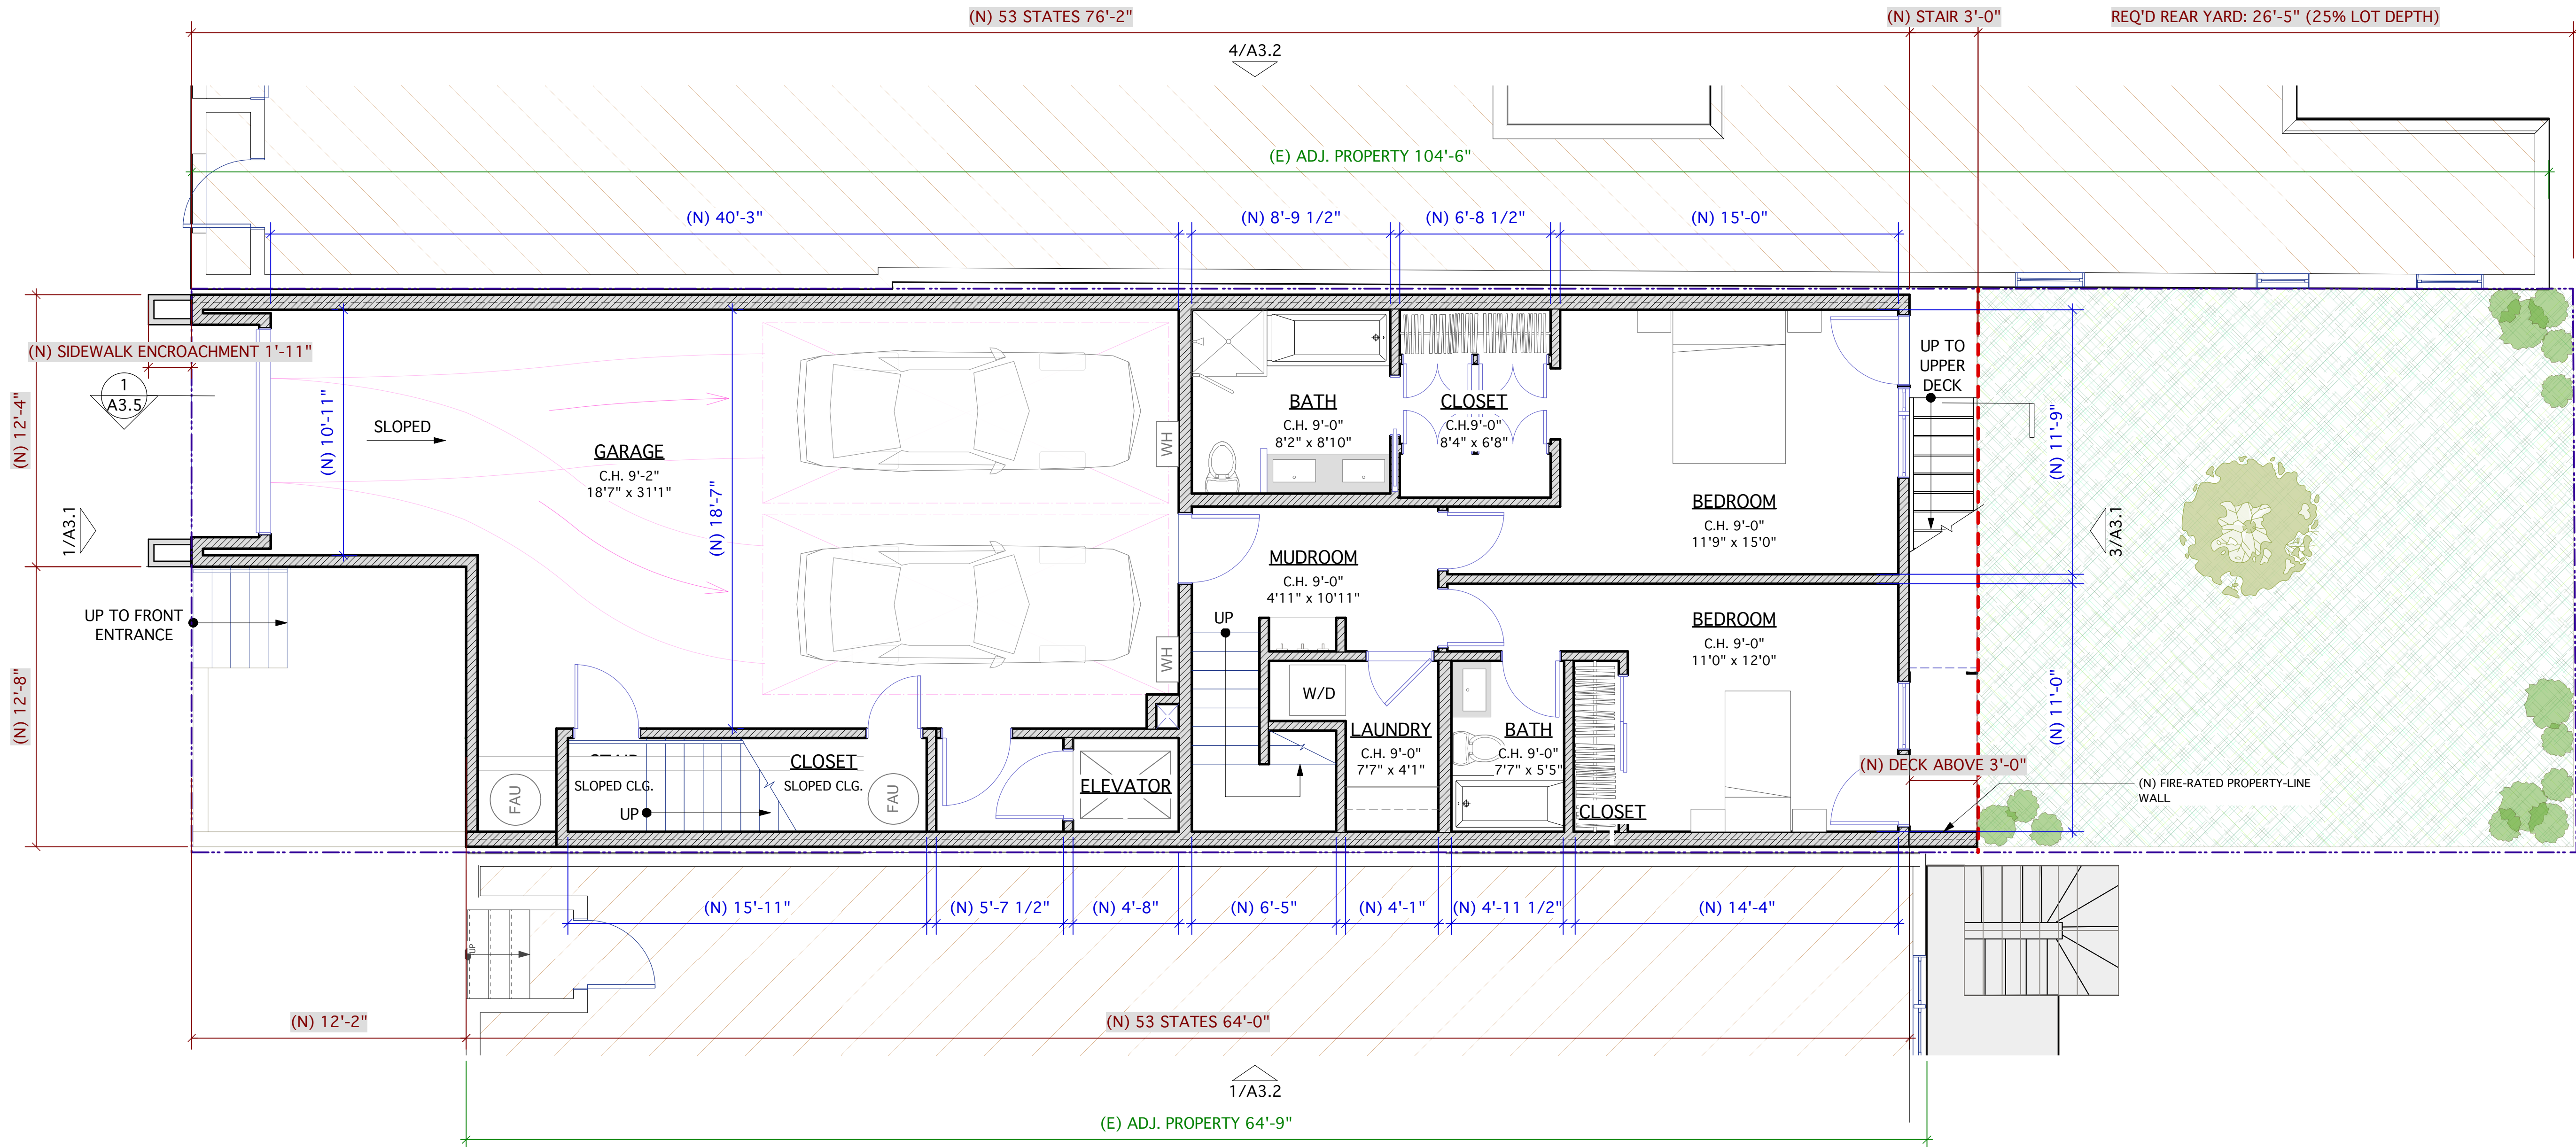 (N) 53 STATES 76'-2"
(N) STAIR 3'-0"
REQ'D REAR YARD: 26'-5" (25% LOT DEPTH)
4/A3.2
(E) ADJ. PROPERTY 104'-6"
(N) 40'-3"
(N) 8'-9 1/2"
(N) 6'-8 1/2"
(N) 15'-0"
(N) SIDEWALK ENCROACHMENT 1'-11"
1
A3.5
(N) 12'-4"
(N) 10'-11"
SLOPED
GARAGE
C.H. 9'-2"
18'7" x 31'1"
(N) 18'-7"
WH
BATH
C.H. 9'-0"
8'2" x 8'10"
CLOSET
C.H.9'-0"
8'4" x 6'8"
UP TO
UPPER
DECK
(N) 11'-9"
BEDROOM
C.H. 9'-0"
11'9" x 15'0"
1/A3.1
3/A3.1
MUDROOM
C.H. 9'-0"
4'11" x 10'11"
UP TO FRONT
ENTRANCE
UP
WH
BEDROOM
C.H. 9'-0"
11'0" x 12'0"
(N) 12'-8"
(N) 11'-0"
W/D
LAUNDRY
C.H. 9'-0"
7'7" x 4'1"
BATH
C.H. 9'-0"
7'7" x 5'5"
CLOSET
SLOPED CLG.
SLOPED CLG.
FAU
UP
FAU
ELEVATOR
CLOSET
(N) DECK ABOVE 3'-0"
(N) FIRE-RATED PROPERTY-LINE
WALL
(N) 15'-11"
(N) 5'-7 1/2"
(N) 4'-8"
(N) 6'-5"
(N) 4'-1"
(N) 4'-11 1/2"
(N) 14'-4"
UP
(N) 12'-2"
(N) 53 STATES 64'-0"
1/A3.2
(E) ADJ. PROPERTY 64'-9"